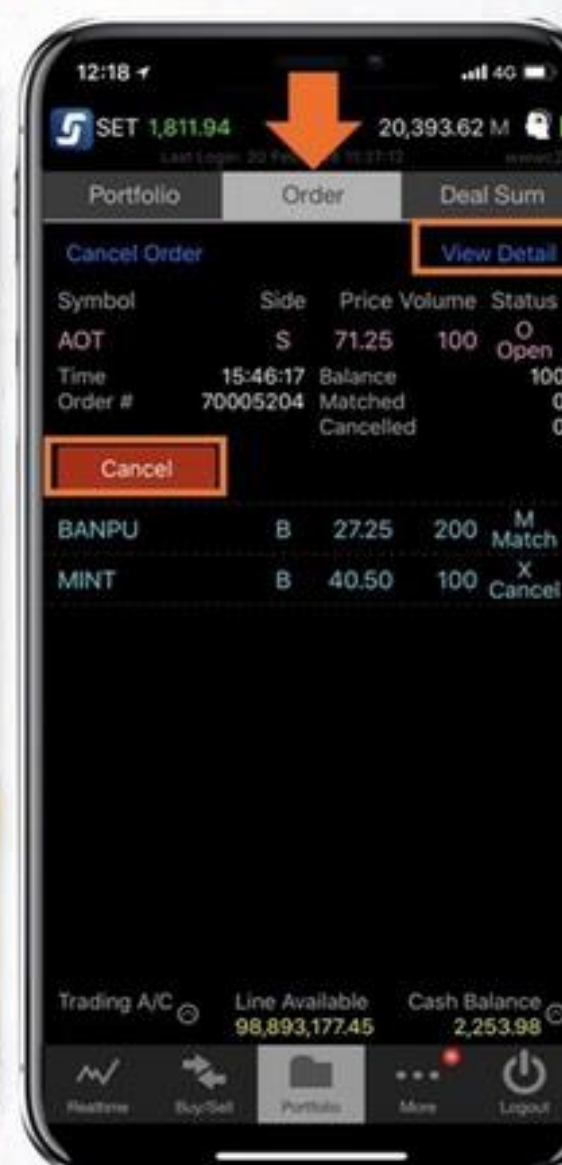 12:18 4G
SET 1,811.94 20,393.62 M
Portfolio Order Deal Sum
Cancel Order View Detail
Symbol Side Price Volume Status
AOT S 71.25 100 O
Open
Time 15:46:17 Balance 100
Order # 70005204 Matched 0
Cancelled 0
Cancel
BANPU B 27.25 200 M
Match
MINT B 40.50 100 X
Cancel
Trading A/C Line Available Cash Balance
98,893,177.45 2,253.98
Realtime Buy/Sell Portfolio More Logout